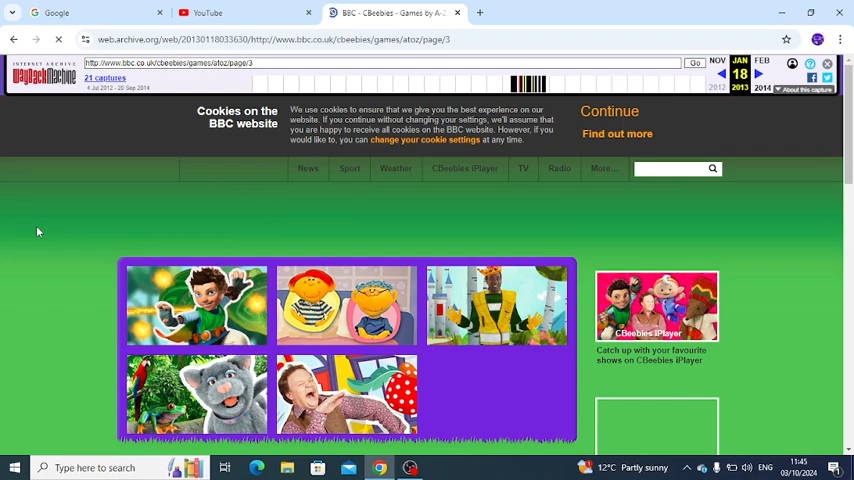 Google
YouTube
BBC - CBeebies - Games by A-Z
web.archive.org/web/20130118033630/http://www.bbc.co.uk/cbeebies/games/atoz/page/3
INTERNET ARCHIVE
WayBackMachine
http://www.bbc.co.uk/cbeebies/games/atoz/page/3
Go
NOV JAN FEB
18
2012 2013 2014
21 captures
4 Jul 2012 - 20 Sep 2014
About this capture
Cookies on the
BBC website
We use cookies to ensure that we give you the best experience on our
website. If you continue without changing your settings, we'll assume that
you are happy to receive all cookies on the BBC website. However, if you
would like to, you can change your cookie settings at any time.
Continue
Find out more
News Sport Weather CBeebies iPlayer TV Radio More...
CBeebies iPlayer
Catch up with your favourite
shows on CBeebies iPlayer
Type here to search
12°C Partly sunny
ENG
11:45
03/10/2024